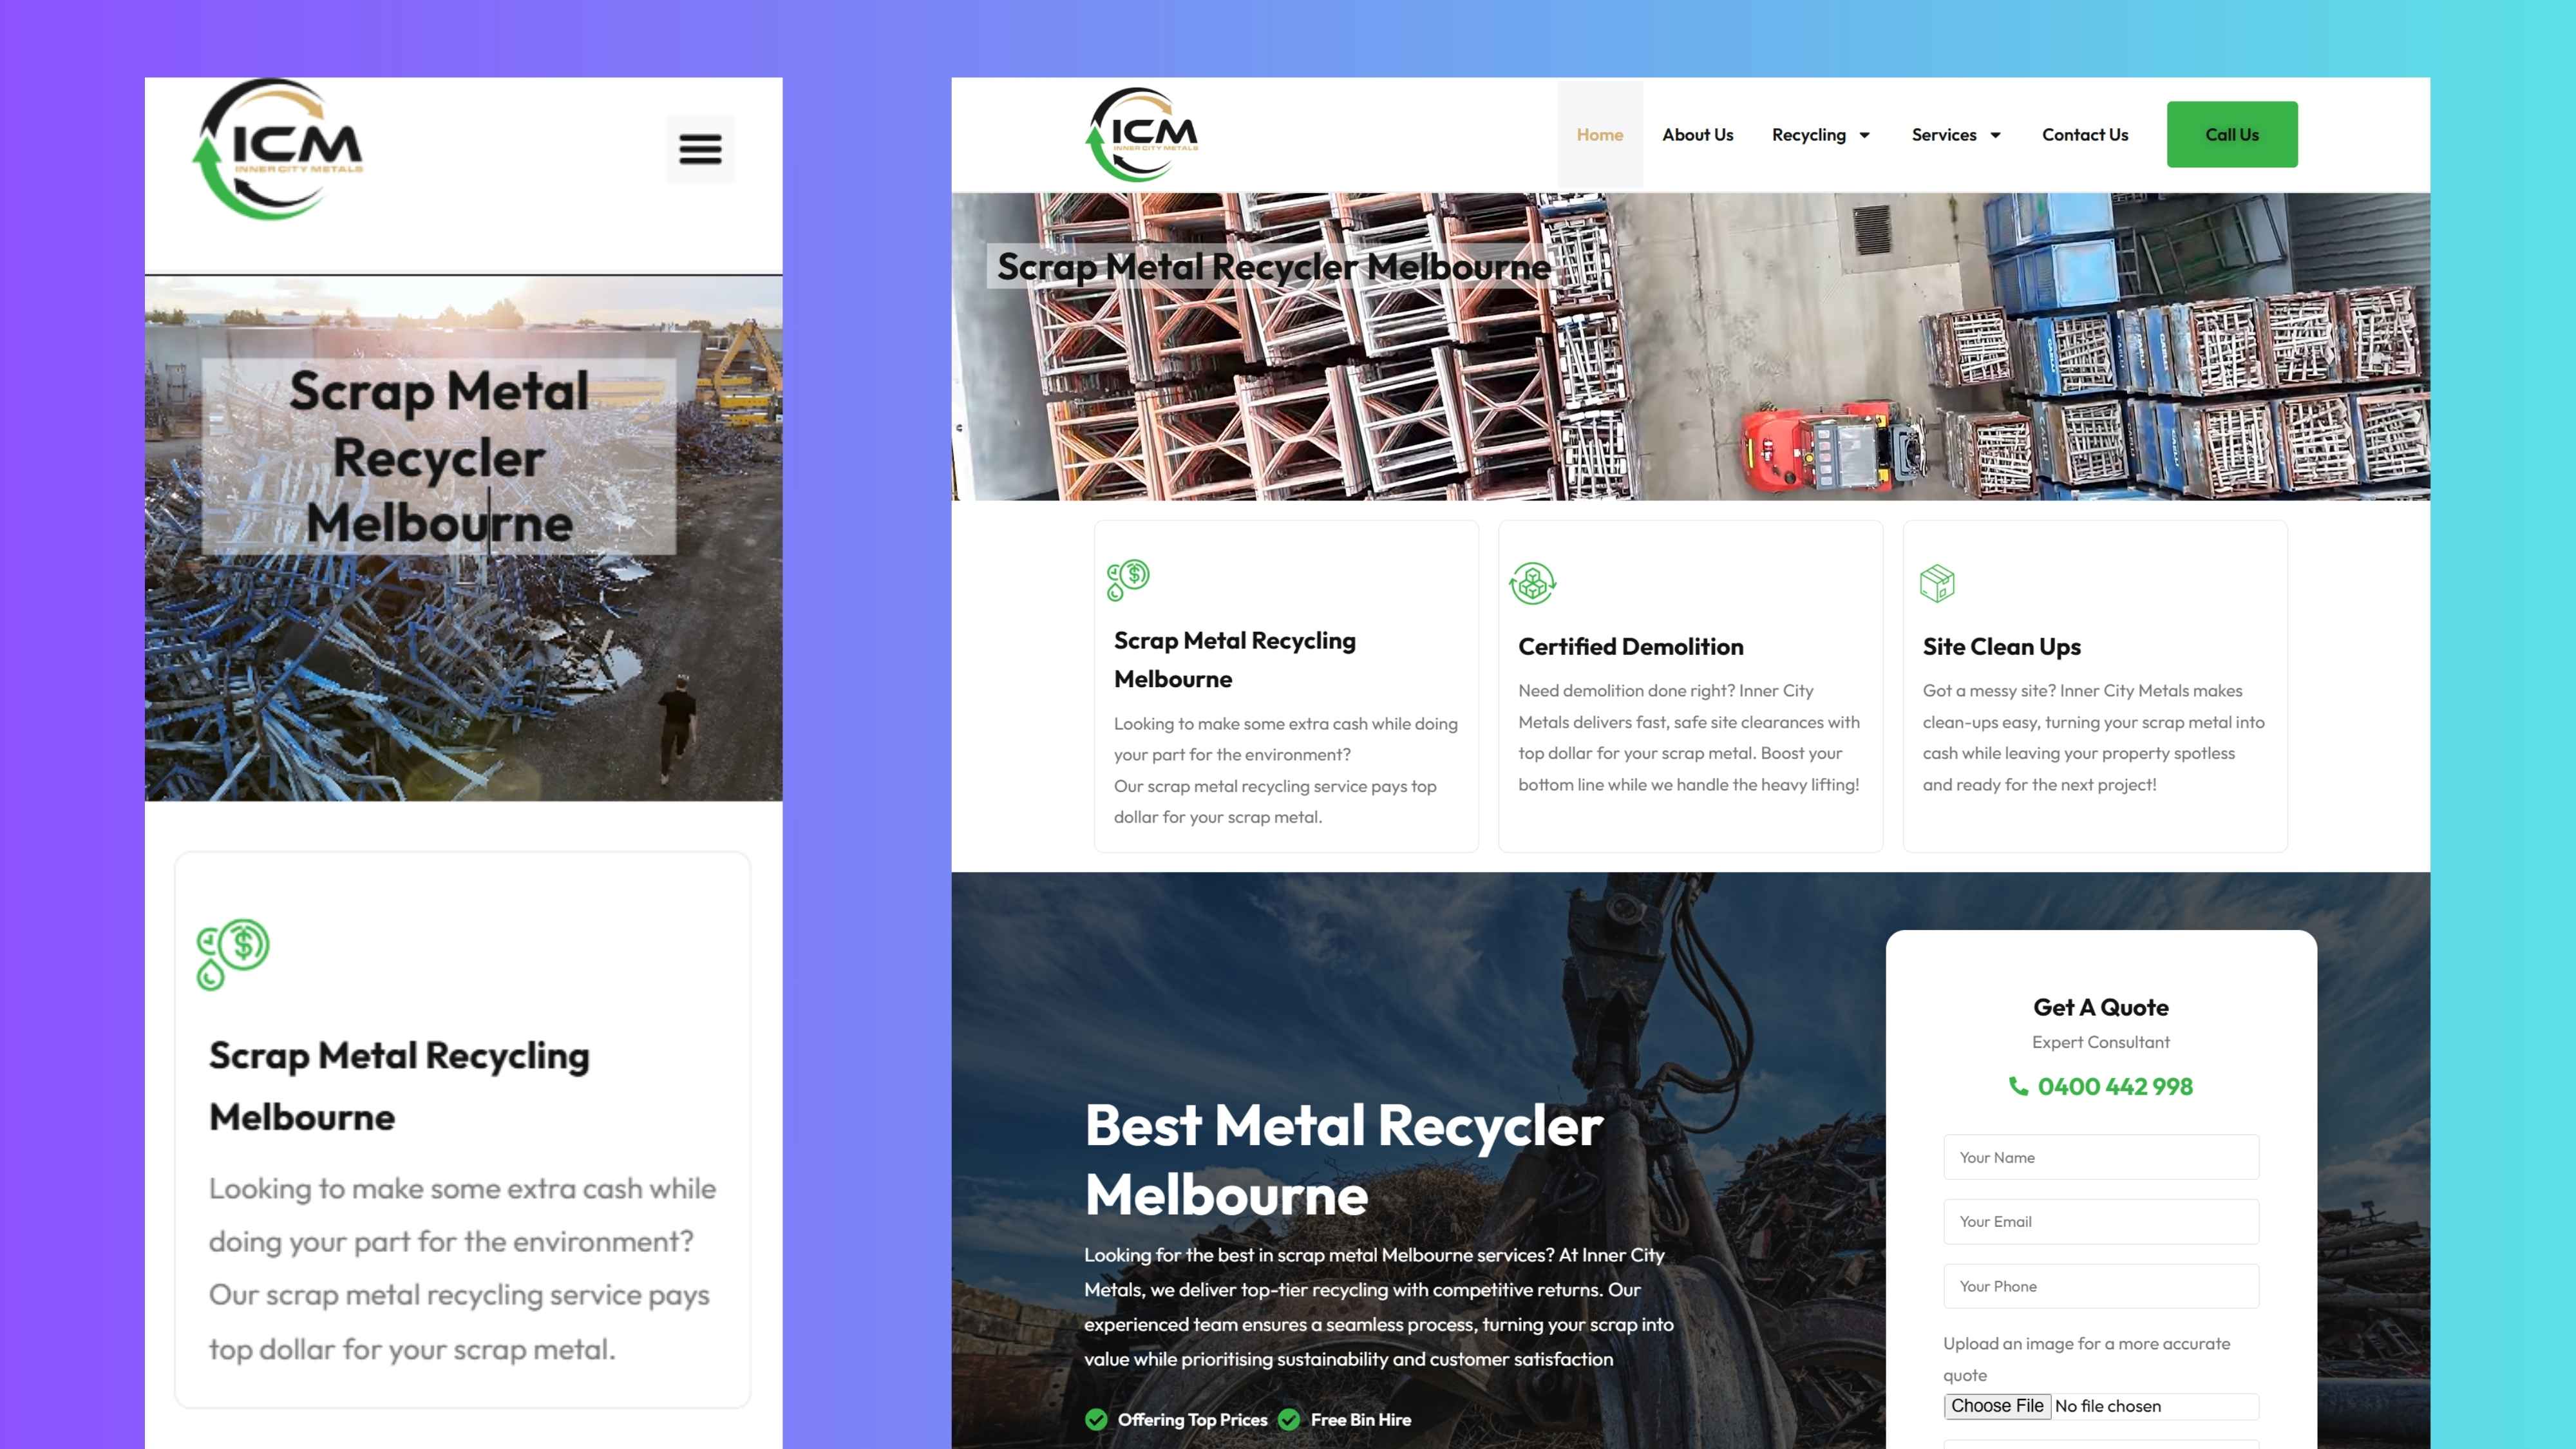 ICM
INNER CITY METALS
Scrap Metal
Recycler
Melbourne
Scrap Metal Recycling
Melbourne
Looking to make some extra cash while
doing your part for the environment?
Our scrap metal recycling service pays
top dollar for your scrap metal.
ICM
INNER CITY METALS
Home About Us Recycling Services Contact Us Call Us
Scrap Metal Recycler Melbourne
Scrap Metal Recycling
Melbourne
Looking to make some extra cash while doing
your part for the environment?
Our scrap metal recycling service pays top
dollar for your scrap metal.
Certified Demolition
Need demolition done right? Inner City
Metals delivers fast, safe site clearances with
top dollar for your scrap metal. Boost your
bottom line while we handle the heavy lifting!
Site Clean Ups
Got a messy site? Inner City Metals makes
clean-ups easy, turning your scrap metal into
cash while leaving your property spotless
and ready for the next project!
Best Metal Recycler
Melbourne
Looking for the best in scrap metal Melbourne services? At Inner City
Metals, we deliver top-tier recycling with competitive returns. Our
experienced team ensures a seamless process, turning your scrap into
value while prioritising sustainability and customer satisfaction
Offering Top Prices Free Bin Hire
Get A Quote
Expert Consultant
0400 442 998
Your Name
Your Email
Your Phone
Upload an image for a more accurate
quote
Choose File No file chosen